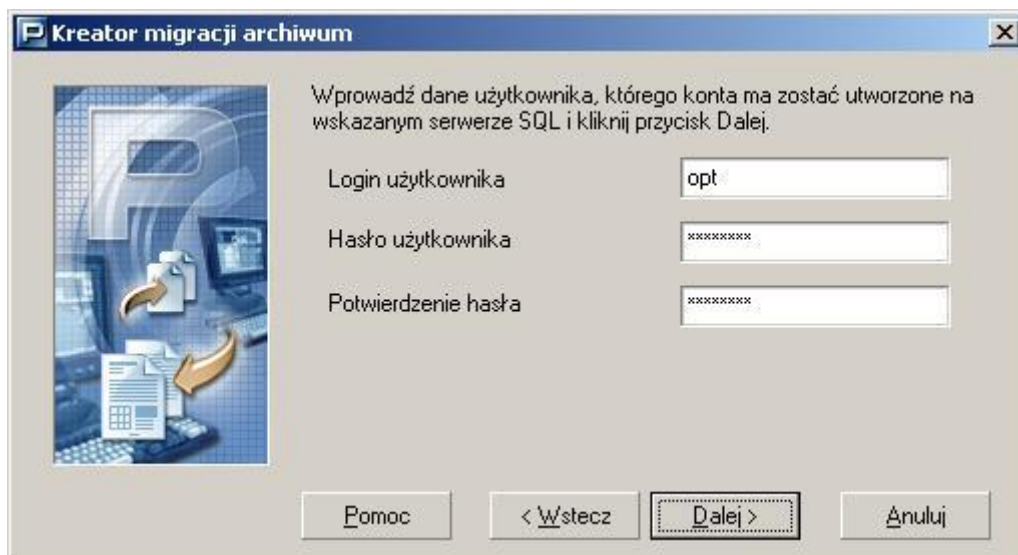 Kreator migracji archiwum
Wprowadź dane użytkownika, którego konta ma zostać utworzone na
wskazanym serwerze SQL i kliknij przycisk Dalej.
Login użytkownika
opt
Hasło użytkownika
××××××××
Potwierdzenie hasła
××××××××
Pomoc
< Wstecz
Dalej >
Anuluj